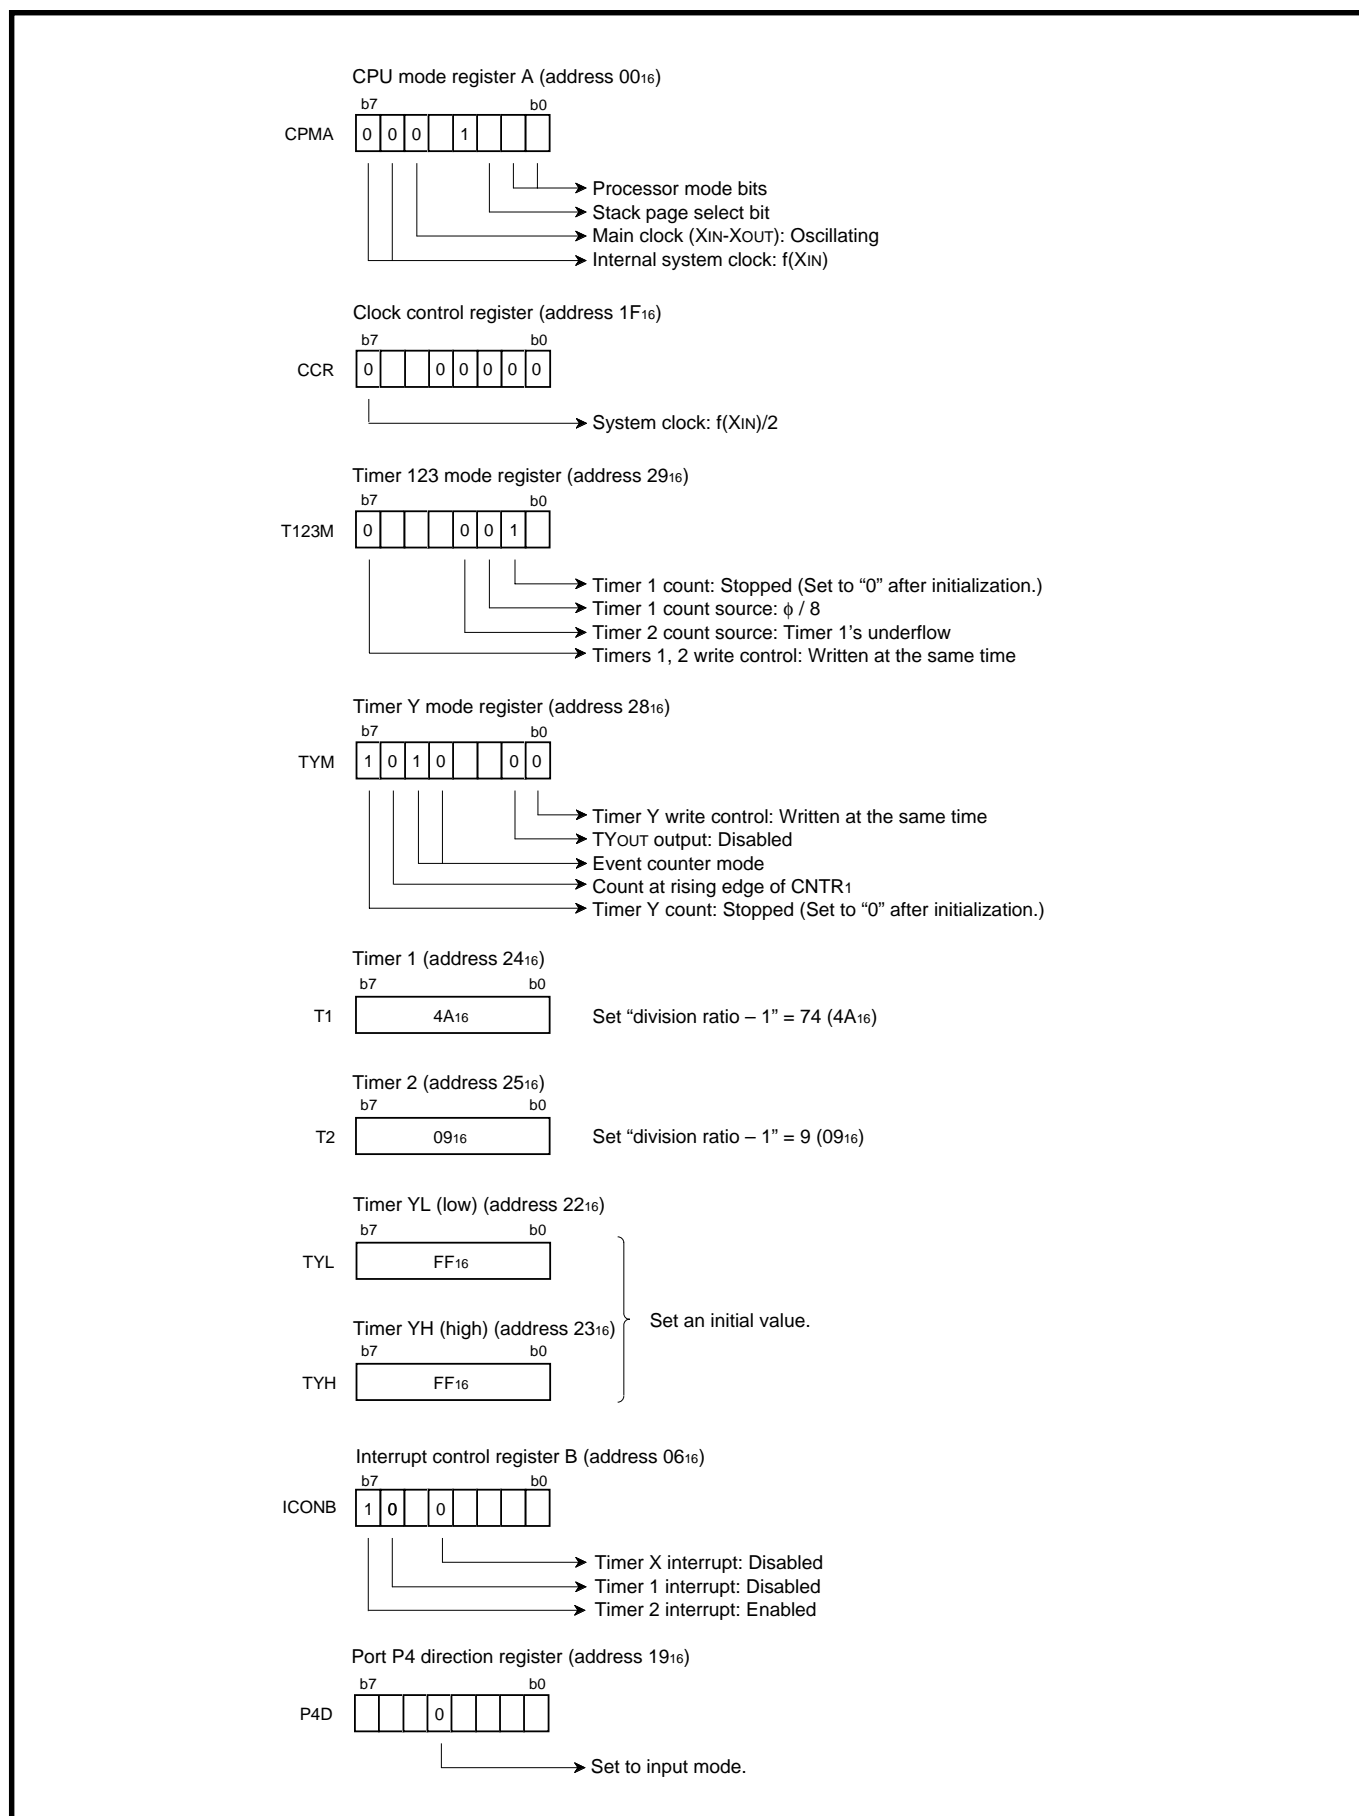 CPU mode register A (address 0016)
b7 b0
CPMA 0 0 0 1
Processor mode bits
Stack page select bit
Main clock (XIN-XOUT): Oscillating
Internal system clock: f(XIN)
Clock control register (address 1F16)
b7 b0
CCR 0 0 0 0 0 0
System clock: f(XIN)/2
Timer 123 mode register (address 2916)
b7 b0
T123M 0 0 0 1
Timer 1 count: Stopped (Set to “0” after initialization.)
Timer 1 count source: ϕ / 8
Timer 2 count source: Timer 1’s underflow
Timers 1, 2 write control: Written at the same time
Timer Y mode register (address 2816)
b7 b0
TYM 1 0 1 0 0 0
Timer Y write control: Written at the same time
TYOUT output: Disabled
Event counter mode
Count at rising edge of CNTR1
Timer Y count: Stopped (Set to “0” after initialization.)
Timer 1 (address 2416)
b7 b0
T1 4A16 Set “division ratio – 1” = 74 (4A16)
Timer 2 (address 2516)
b7 b0
T2 0916 Set “division ratio – 1” = 9 (0916)
Timer YL (low) (address 2216)
b7 b0
TYL FF16
Set an initial value.
Timer YH (high) (address 2316)
b7 b0
TYH FF16
Interrupt control register B (address 0616)
b7 b0
ICONB 1 0 0
Timer X interrupt: Disabled
Timer 1 interrupt: Disabled
Timer 2 interrupt: Enabled
Port P4 direction register (address 1916)
b7 b0
P4D 0
Set to input mode.